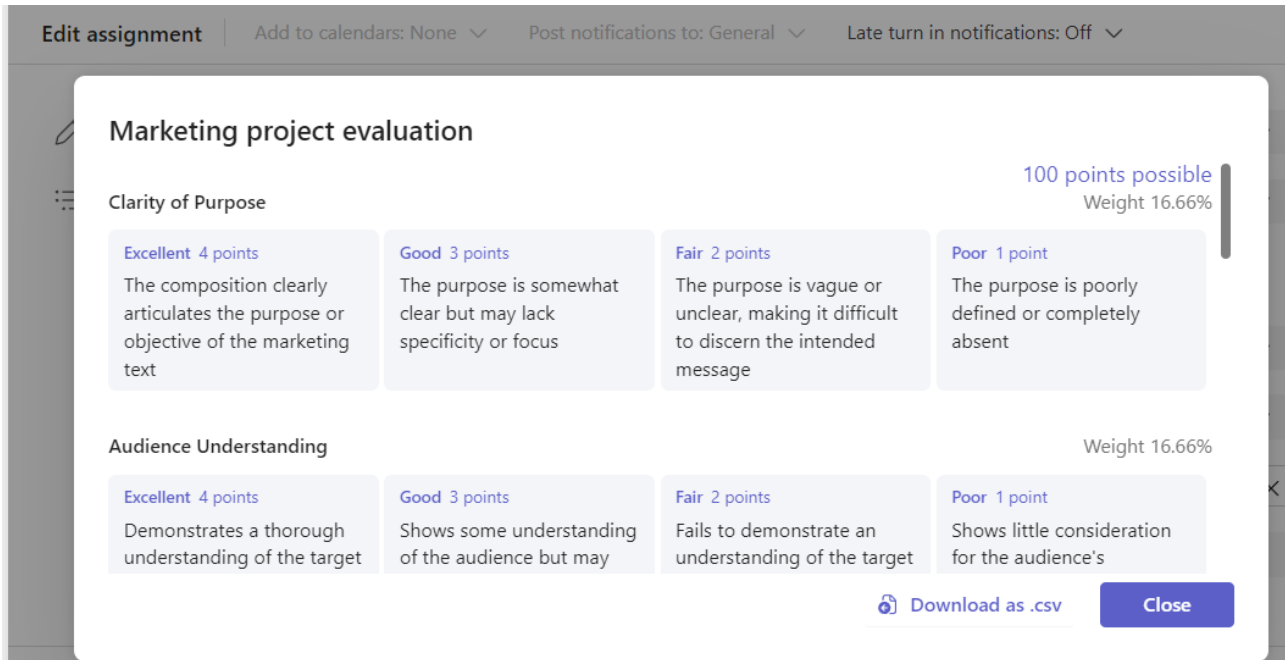 Edit assignment
Add to calendars: None
Post notifications to: General
Late turn in notifications: Off
Marketing project evaluation
100 points possible
Clarity of Purpose
Weight 16.66%
Excellent 4 points
The composition clearly
articulates the purpose or
objective of the marketing
text
Good 3 points
The purpose is somewhat
clear but may lack
specificity or focus
Fair 2 points
The purpose is vague or
unclear, making it difficult
to discern the intended
message
Poor 1 point
The purpose is poorly
defined or completely
absent
Audience Understanding
Weight 16.66%
Excellent 4 points
Demonstrates a thorough
understanding of the target
Good 3 points
Shows some understanding
of the audience but may
Fair 2 points
Fails to demonstrate an
understanding of the target
Poor 1 point
Shows little consideration
for the audience's
Download as .csv
Close